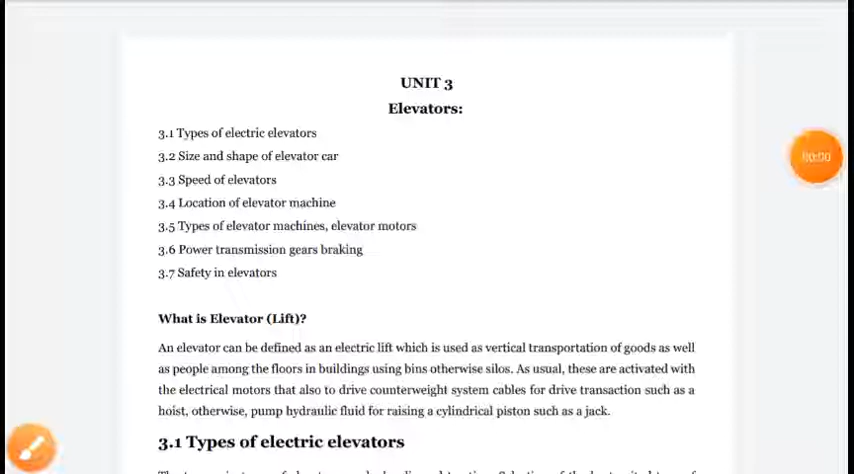 UNIT 3
Elevators:
3.1 Types of electric elevators
3.2 Size and shape of elevator car
3.3 Speed of elevators
3.4 Location of elevator machine
3.5 Types of elevator machines, elevator motors
3.6 Power transmission gears braking
3.7 Safety in elevators
00:00
What is Elevator (Lift)?
An elevator can be defined as an electric lift which is used as vertical transportation of goods as well
as people among the floors in buildings using bins otherwise silos. As usual, these are activated with
the electrical motors that also to drive counterweight system cables for drive transaction such as a
hoist, otherwise, pump hydraulic fluid for raising a cylindrical piston such as a jack.
3.1 Types of electric elevators